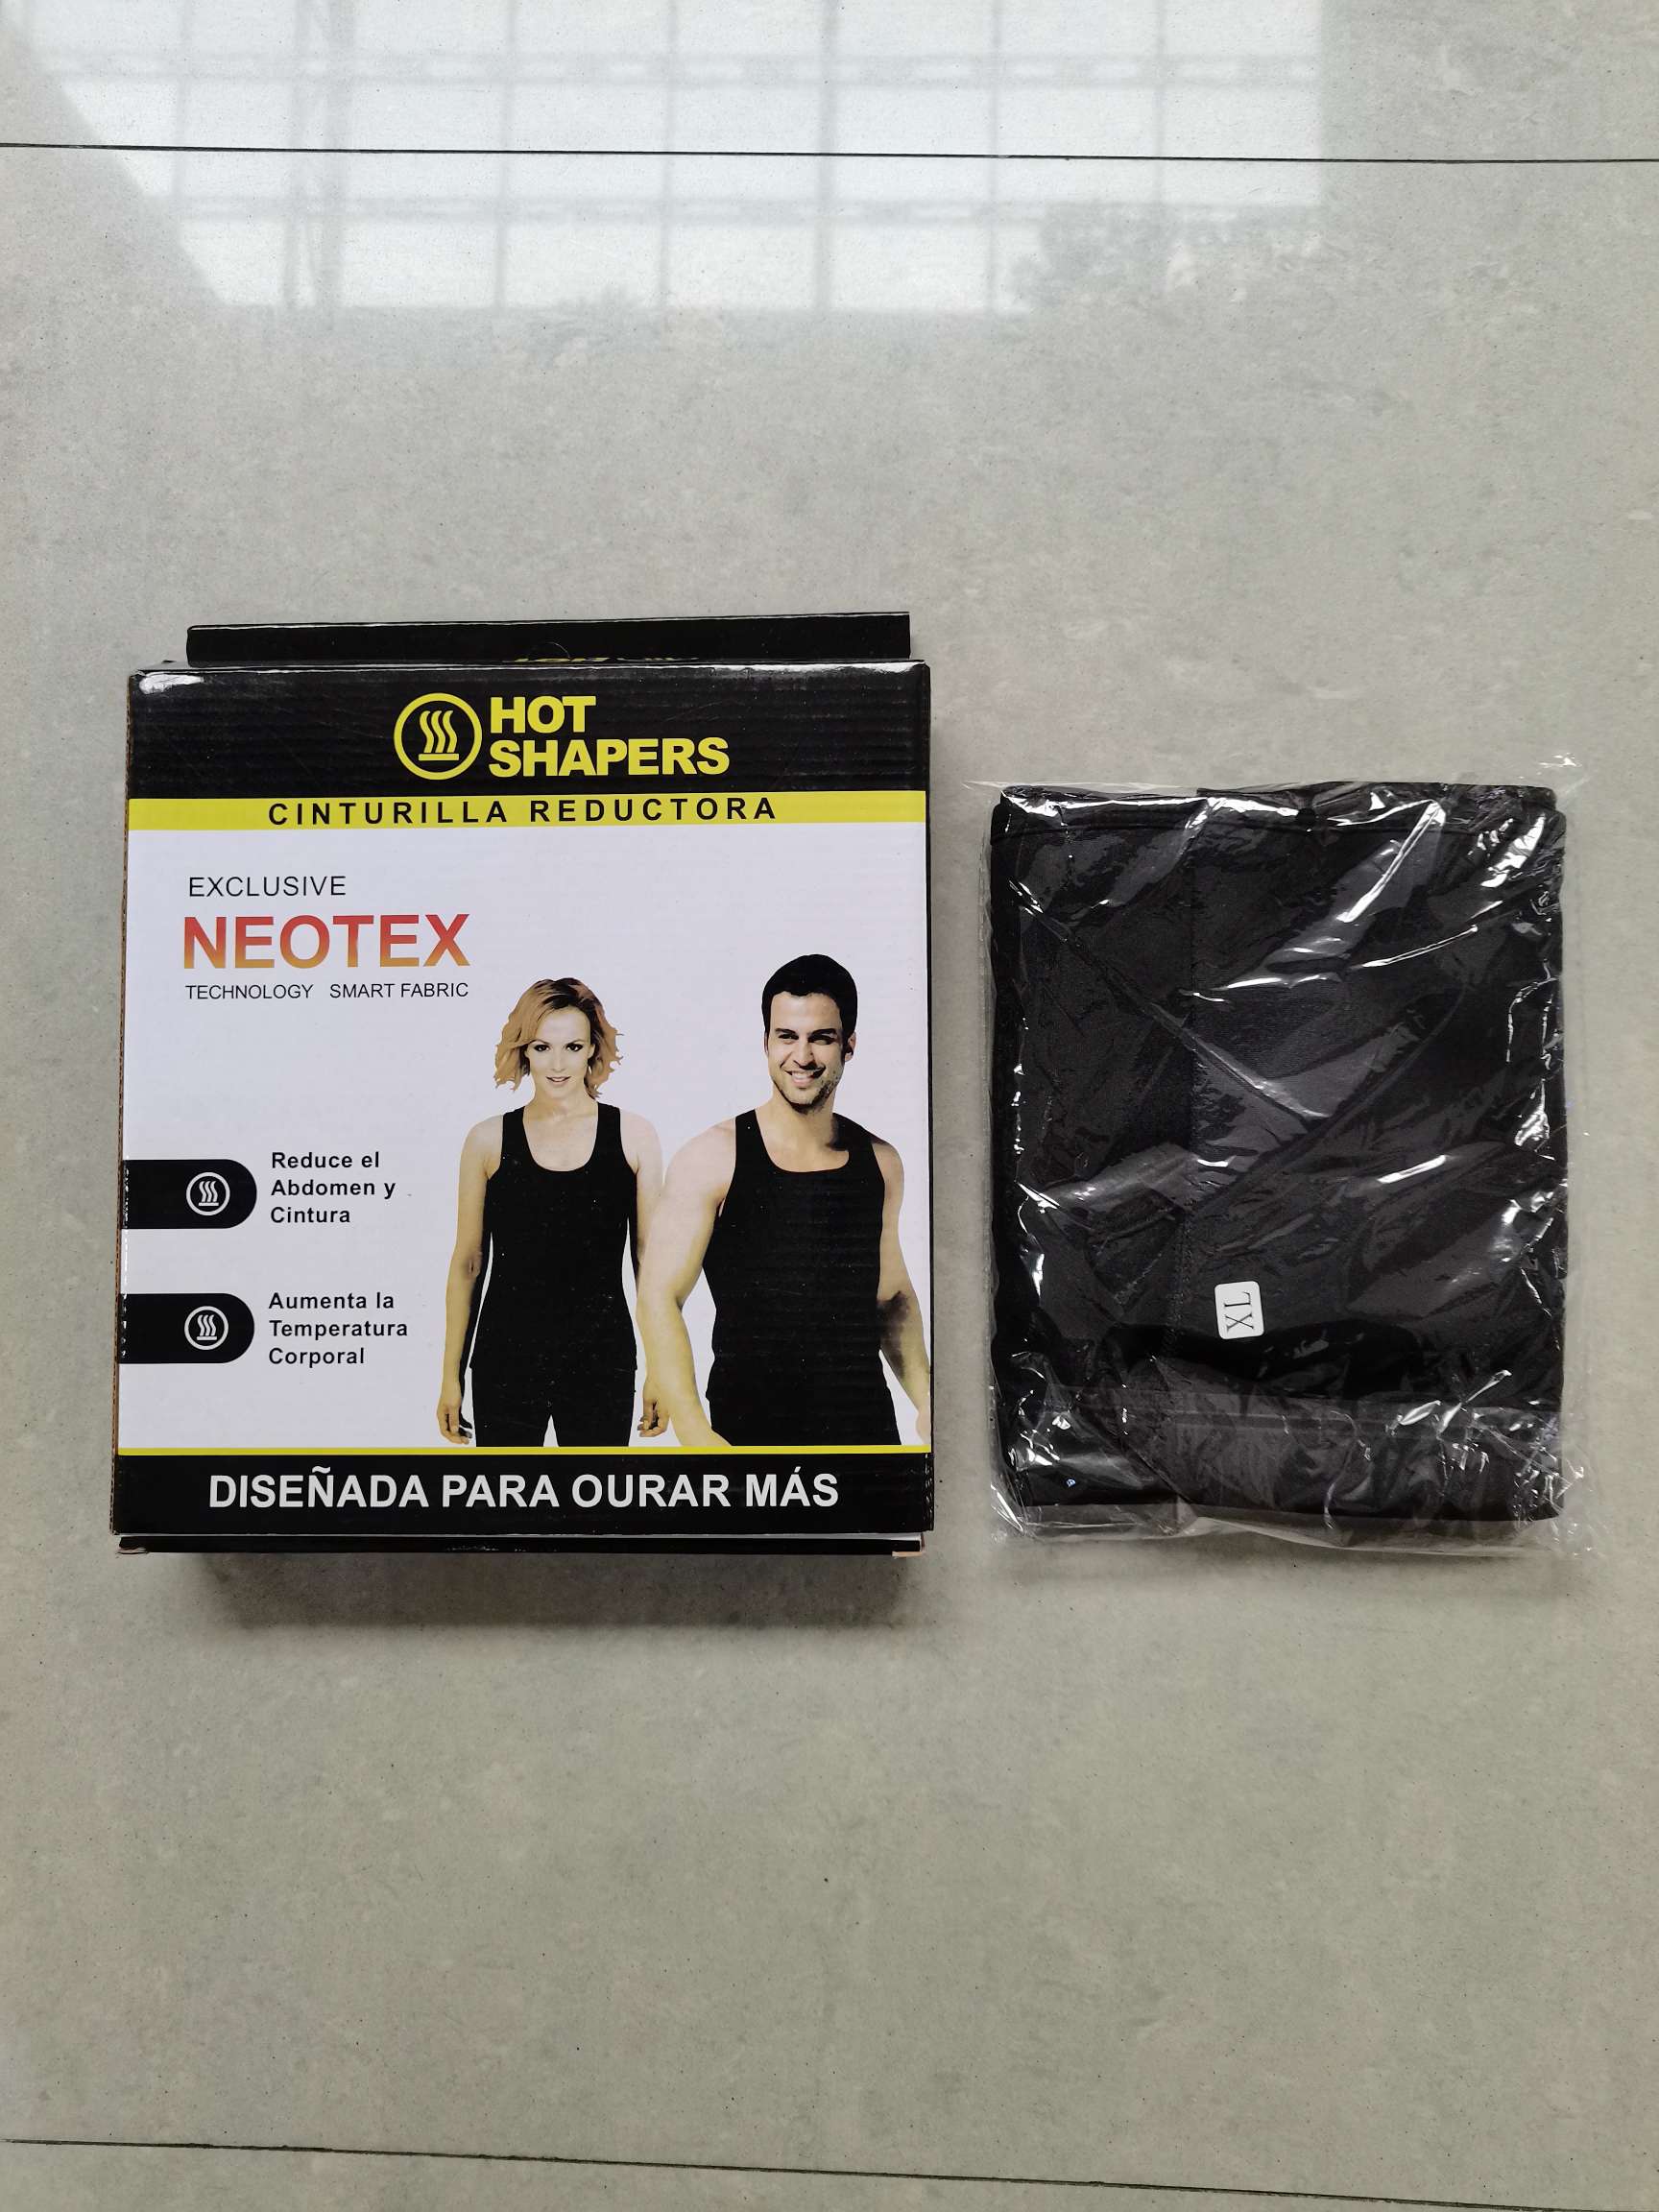 HOT
SHAPERS
CINTURILLA REDUCTORA
EXCLUSIVE
NEOTEX
TECHNOLOGY SMART FABRIC
Reduce el
Abdomen y
Cintura
Aumenta la
Temperatura
Corporal
DISEÑADA PARA OURAR MÁS
XL